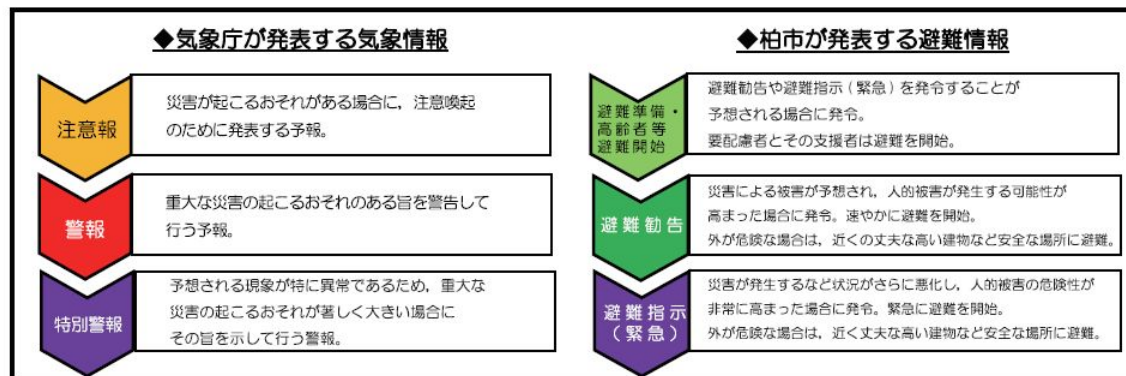 ◆気象庁が発表する気象情報
注意報
災害が起こるおそれがある場合に，注意喚起
のために発表する予報。
警報
重大な災害の起こるおそれのある旨を警告して
行う予報。
特別警報
予想される現象が特に異常であるため，重大な
災害の起こるおそれが著しく大きい場合に
その旨を示して行う警報。
◆柏市が発表する避難情報
避難準備・
高齢者等
避難開始
避難勧告や避難指示(緊急)を発令することが
予想される場合に発令。
要配慮者とその支援者は避難を開始。
避難勧告
災害による被害が予想され，人的被害が発生する可能性が
高まった場合に発令。速やかに避難を開始。
外が危険な場合は，近くの丈夫な高い建物など安全な場所に避難。
避難指示
(緊急)
災害が発生するなど状況がさらに悪化し，人的被害の危険性が
非常に高まった場合に発令。緊急に避難を開始。
外が危険な場合は，近く丈夫な高い建物など安全な場所に避難。